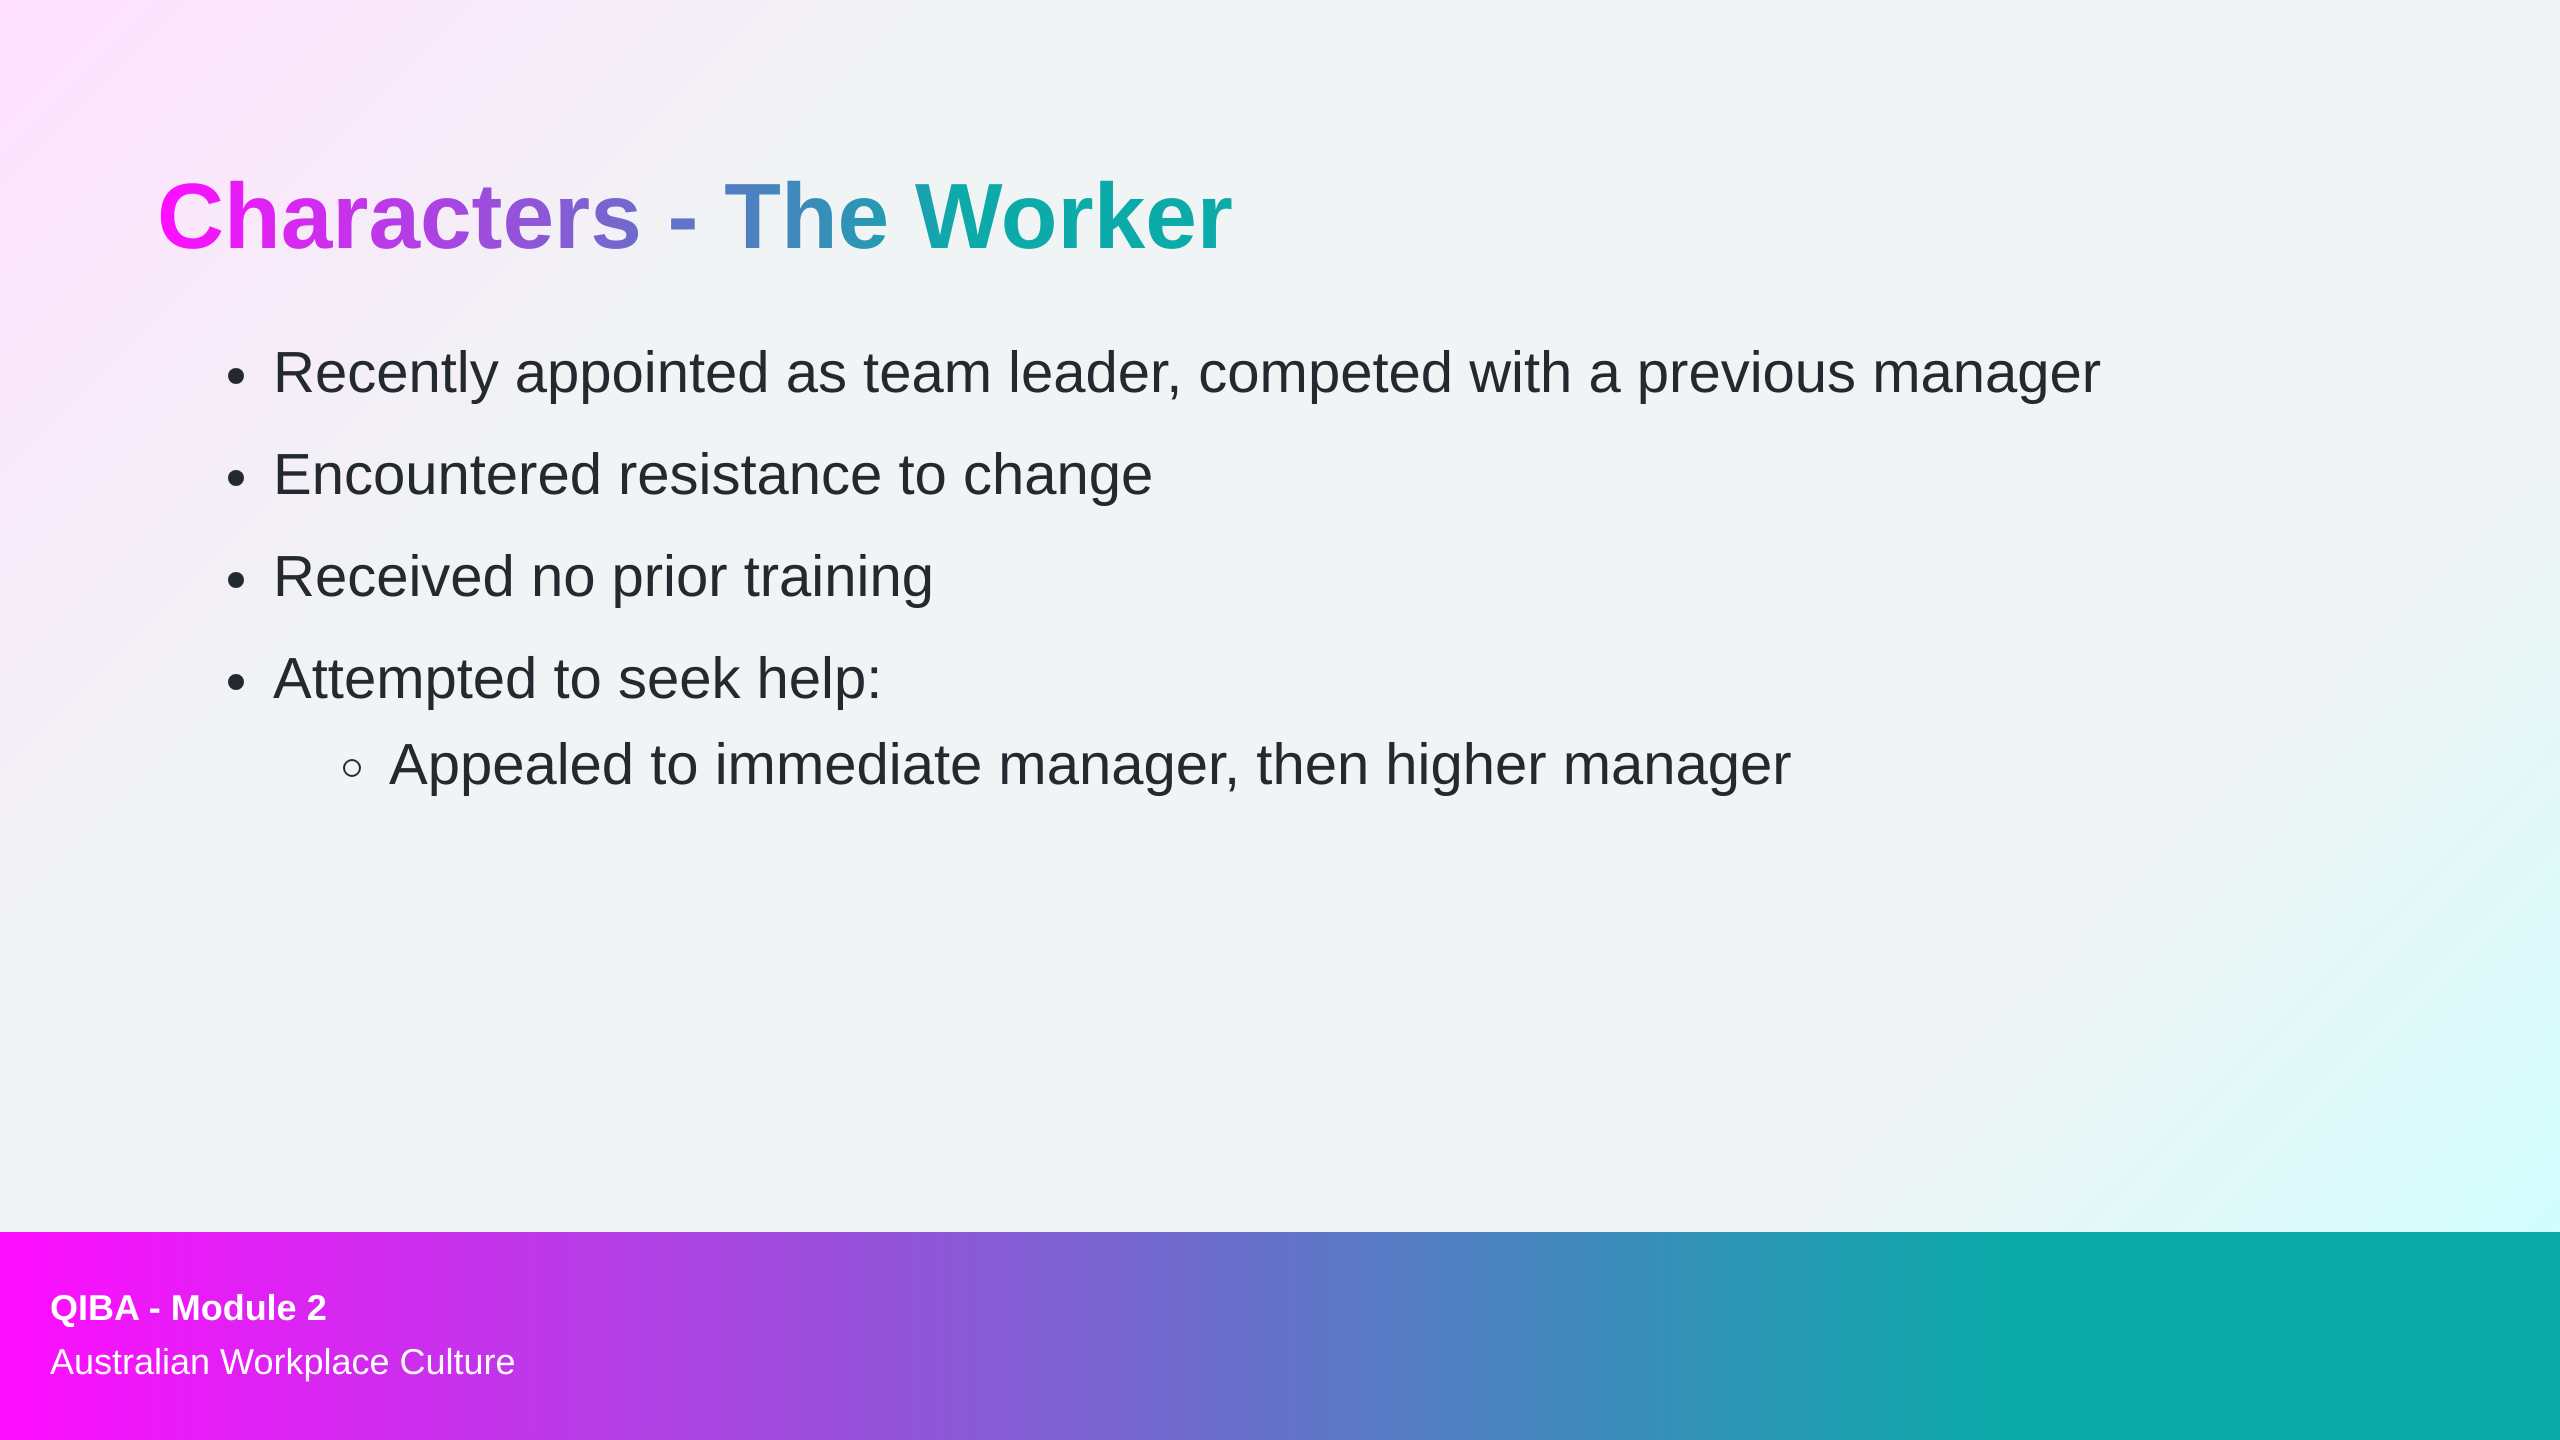 Characters - The Worker
• Recently appointed as team leader, competed with a previous manager
• Encountered resistance to change
• Received no prior training
• Attempted to seek help:
◦ Appealed to immediate manager, then higher manager
QIBA - Module 2
Australian Workplace Culture